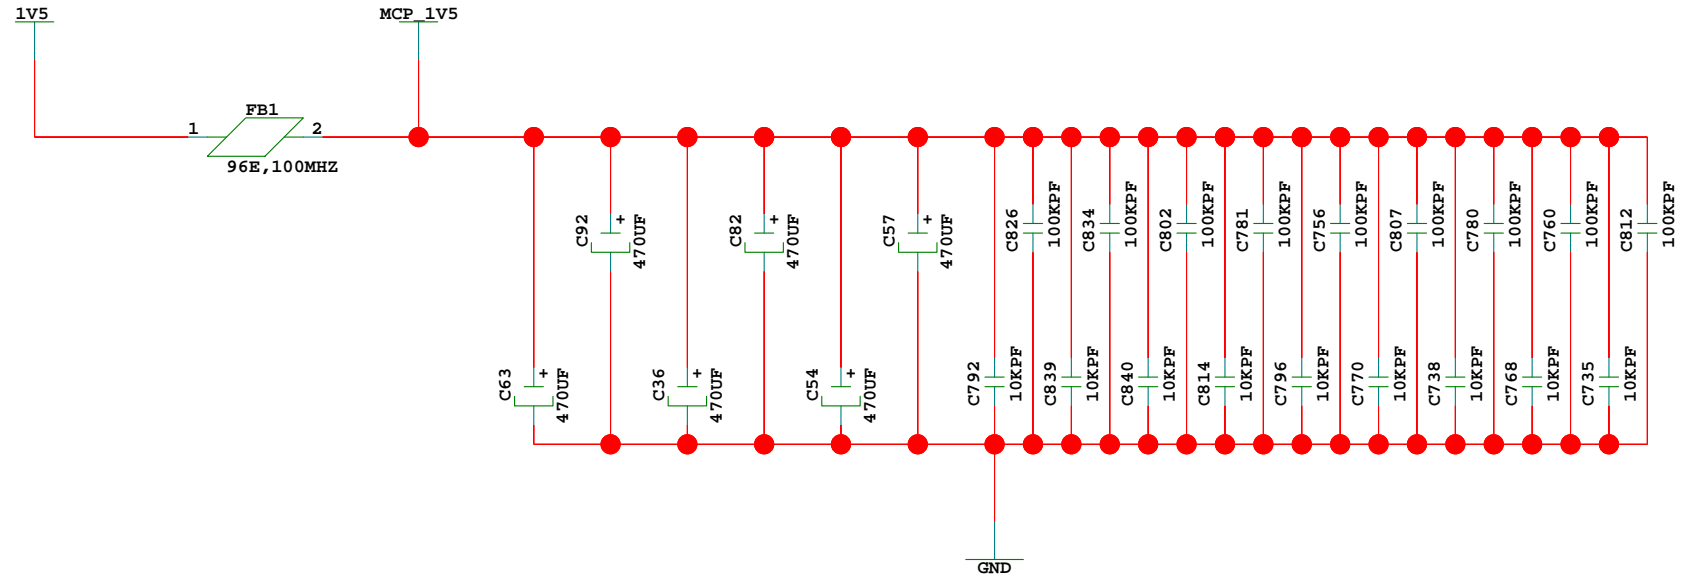 1V5
MCP_1V5
FB1
1
2
96E,100MHZ
C92
+
470UF
C82
+
470UF
C57
+
470UF
C826
100KPF
C834
100KPF
C802
100KPF
C781
100KPF
C756
100KPF
C807
100KPF
C780
100KPF
C760
100KPF
C812
100KPF
C63
+
470UF
C36
+
470UF
C54
+
470UF
C792
10KPF
C839
10KPF
C840
10KPF
C814
10KPF
C796
10KPF
C770
10KPF
C738
10KPF
C768
10KPF
C735
10KPF
GND